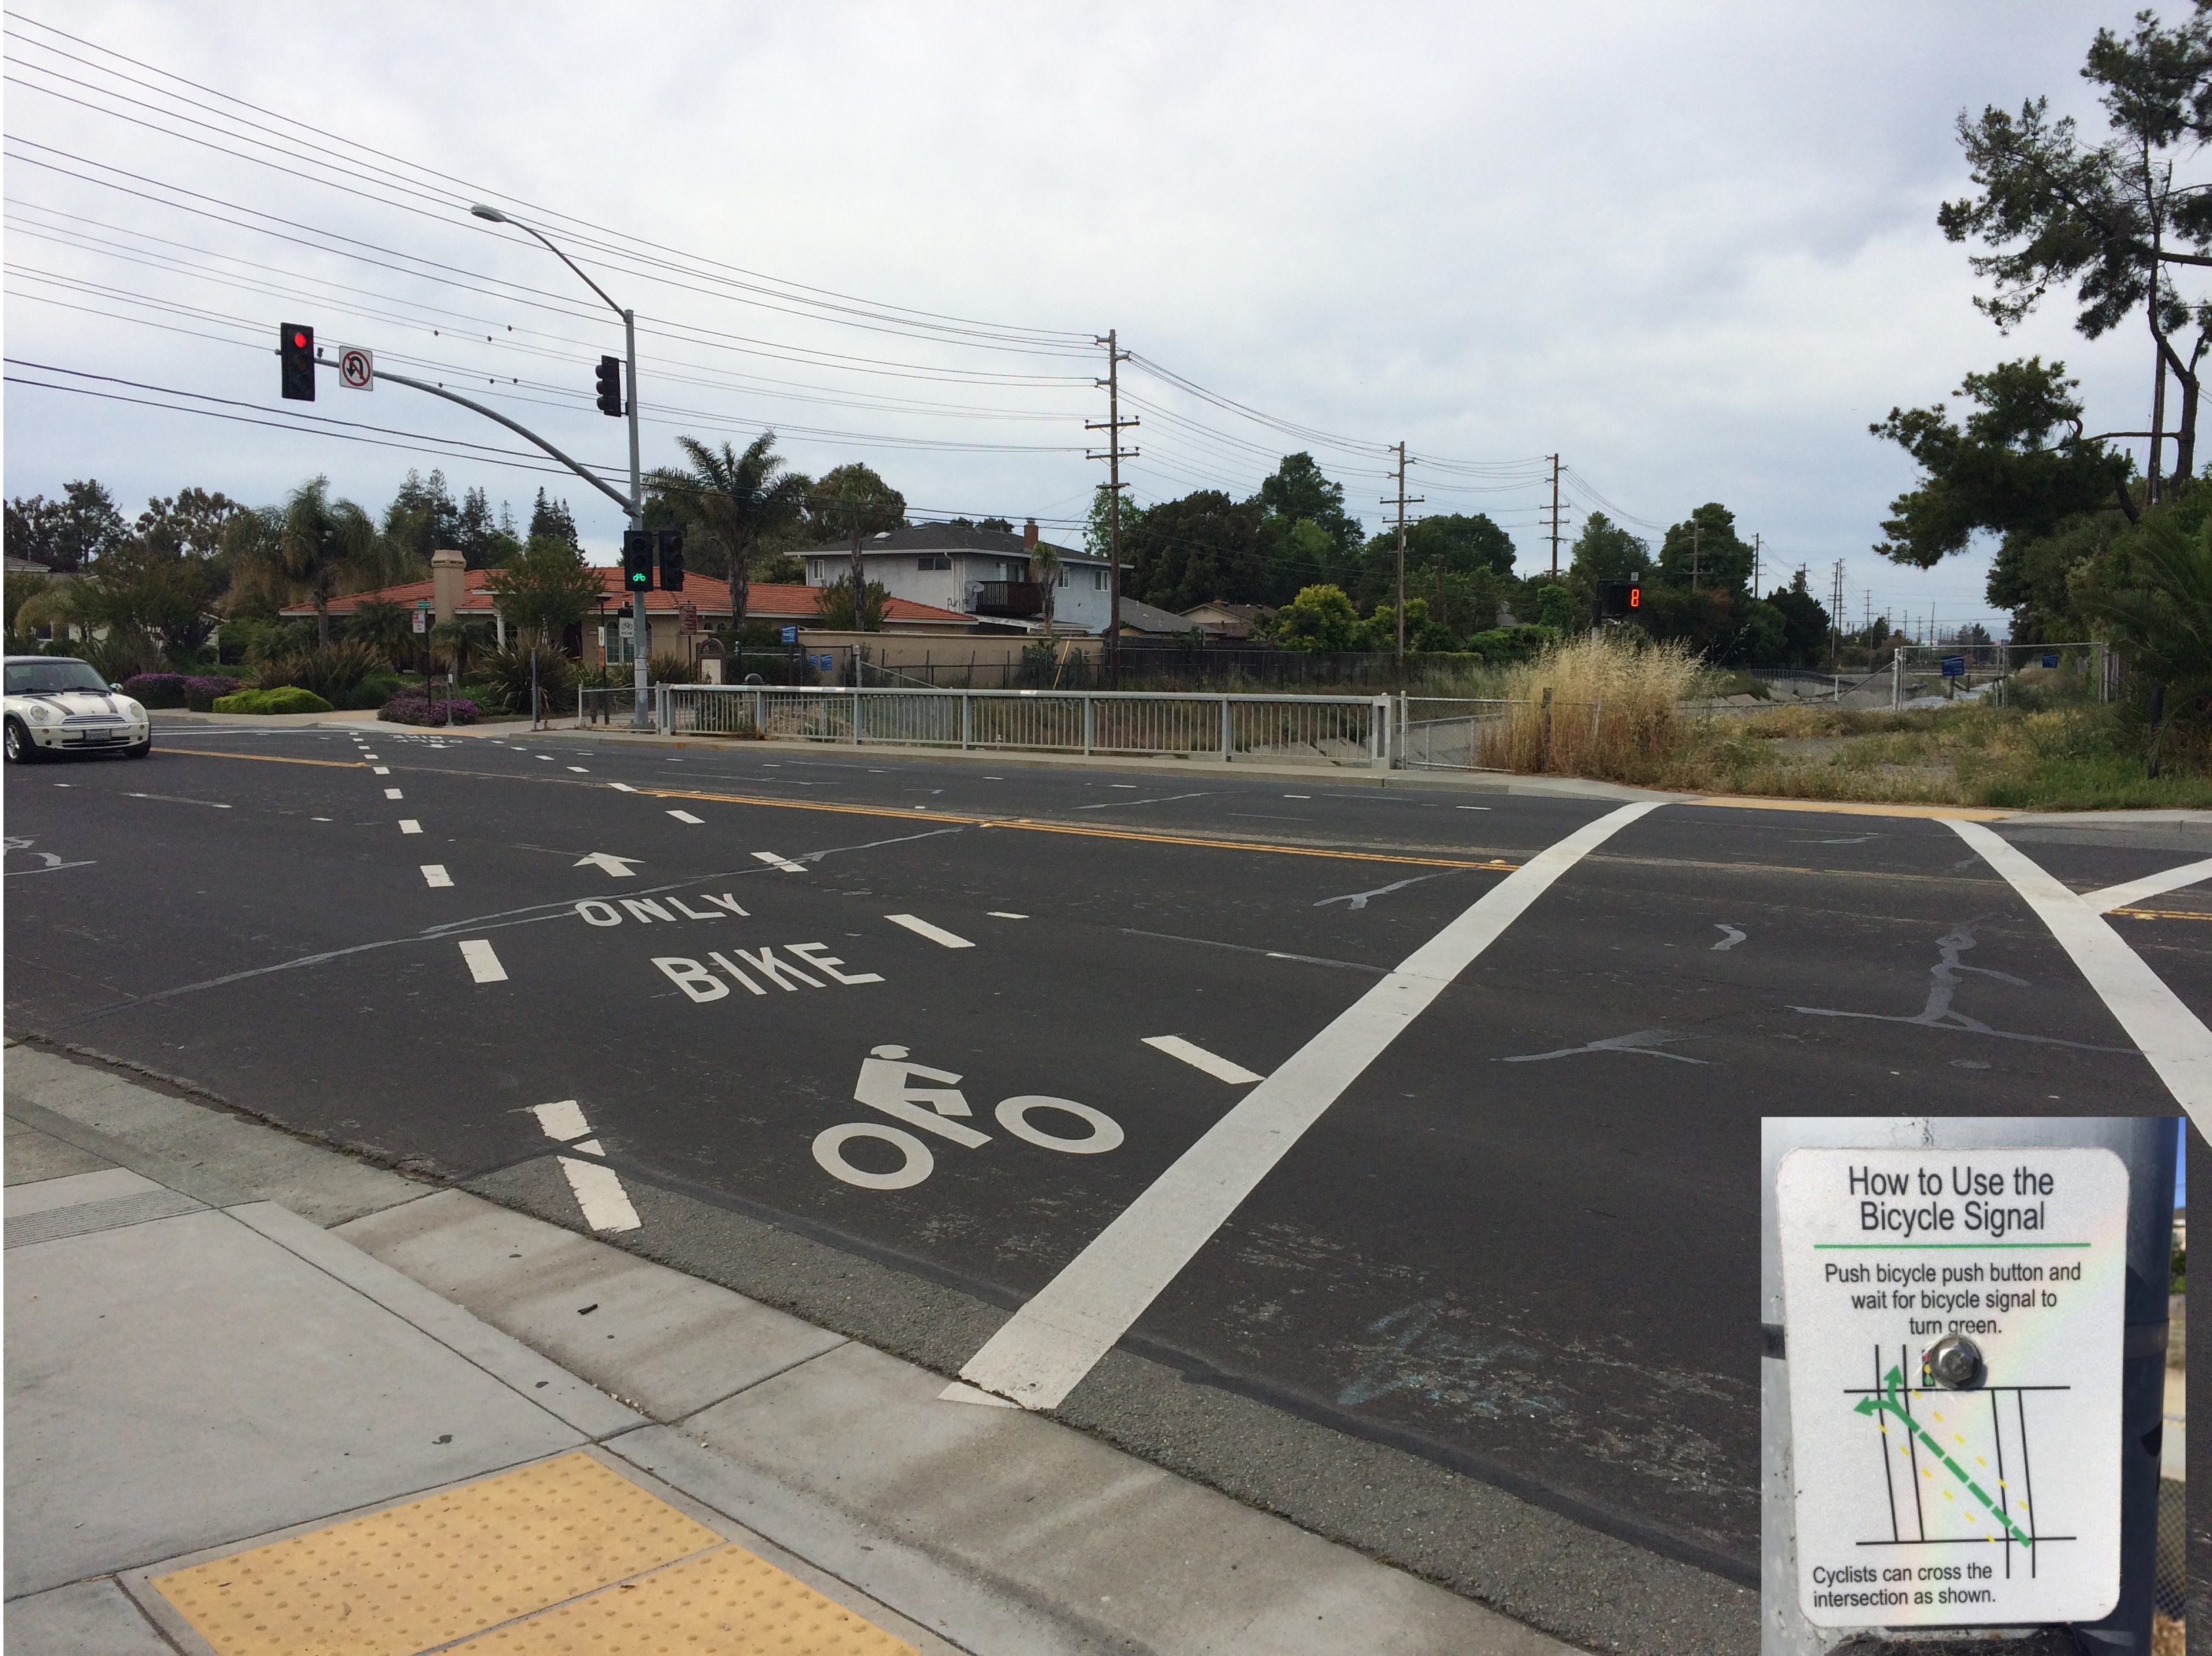 8
ONLY
BIKE
How to Use the
Bicycle Signal
Push bicycle push button and
wait for bicycle signal to
turn green.
Cyclists can cross the
intersection as shown.